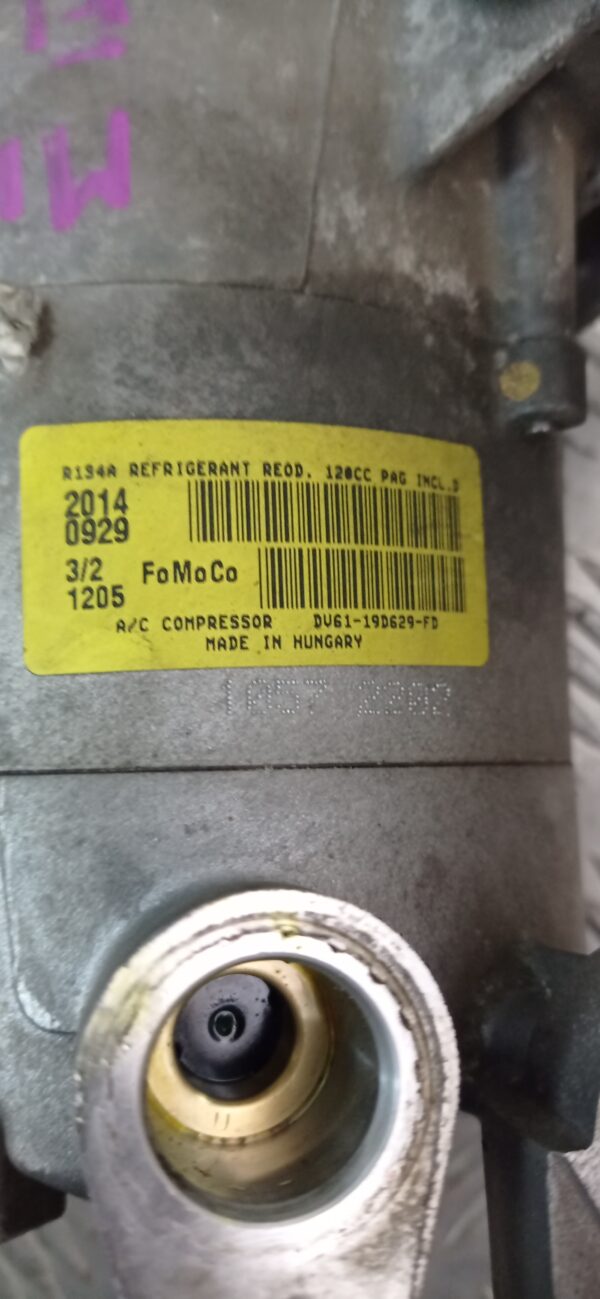 R134A REFRIGERANT REQD. 120CC PAG INCL.D
2014
0929
3/2 FoMoCo
1205
A/C COMPRESSOR DV61-19D629-FD
MADE IN HUNGARY
1057 2202